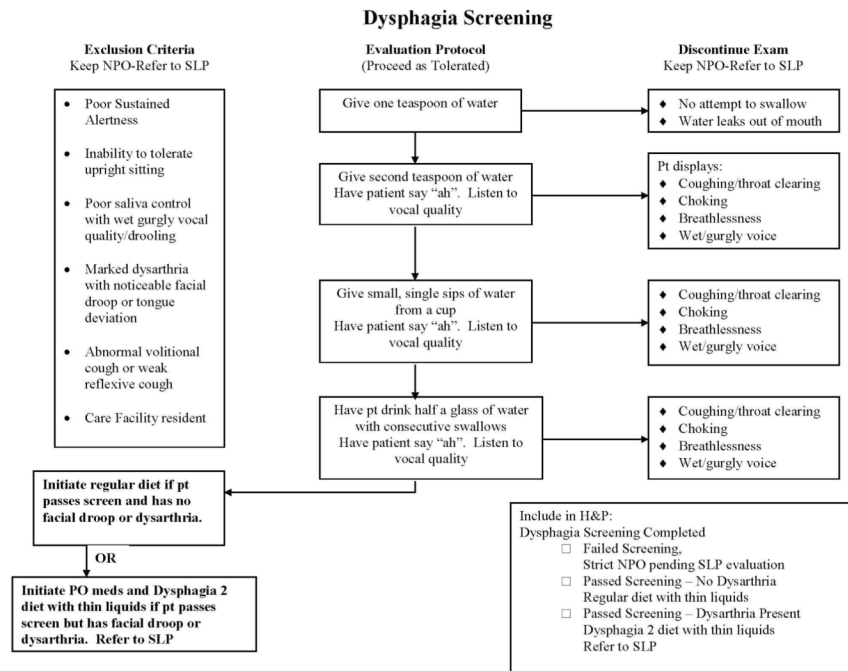 Dysphagia Screening
Exclusion Criteria
Keep NPO-Refer to SLP
• Poor Sustained
Alertness
• Inability to tolerate
upright sitting
• Poor saliva control
with wet gurgly vocal
quality/drooling
• Marked dysarthria
with noticeable facial
droop or tongue
deviation
• Abnormal volitional
cough or weak
reflexive cough
• Care Facility resident
Evaluation Protocol
(Proceed as Tolerated)
Give one teaspoon of water
Give second teaspoon of water
Have patient say “ah”.  Listen to
vocal quality
Give small, single sips of water
from a cup
Have patient say “ah”.  Listen to
vocal quality
Have pt drink half a glass of water
with consecutive swallows
Have patient say “ah”.  Listen to
vocal quality
Discontinue Exam
Keep NPO-Refer to SLP
♦ No attempt to swallow
♦ Water leaks out of mouth
Pt displays:
♦ Coughing/throat clearing
♦ Choking
♦ Breathlessness
♦ Wet/gurgly voice
♦ Coughing/throat clearing
♦ Choking
♦ Breathlessness
♦ Wet/gurgly voice
♦ Coughing/throat clearing
♦ Choking
♦ Breathlessness
♦ Wet/gurgly voice
Initiate regular diet if pt
passes screen and has no
facial droop or dysarthria.
OR
Initiate PO meds and Dysphagia 2
diet with thin liquids if pt passes
screen but has facial droop or
dysarthria.  Refer to SLP
Include in H&P:
Dysphagia Screening Completed
□ Failed Screening,
Strict NPO pending SLP evaluation
□ Passed Screening – No Dysarthria
Regular diet with thin liquids
□ Passed Screening – Dysarthria Present
Dysphagia 2 diet with thin liquids
Refer to SLP